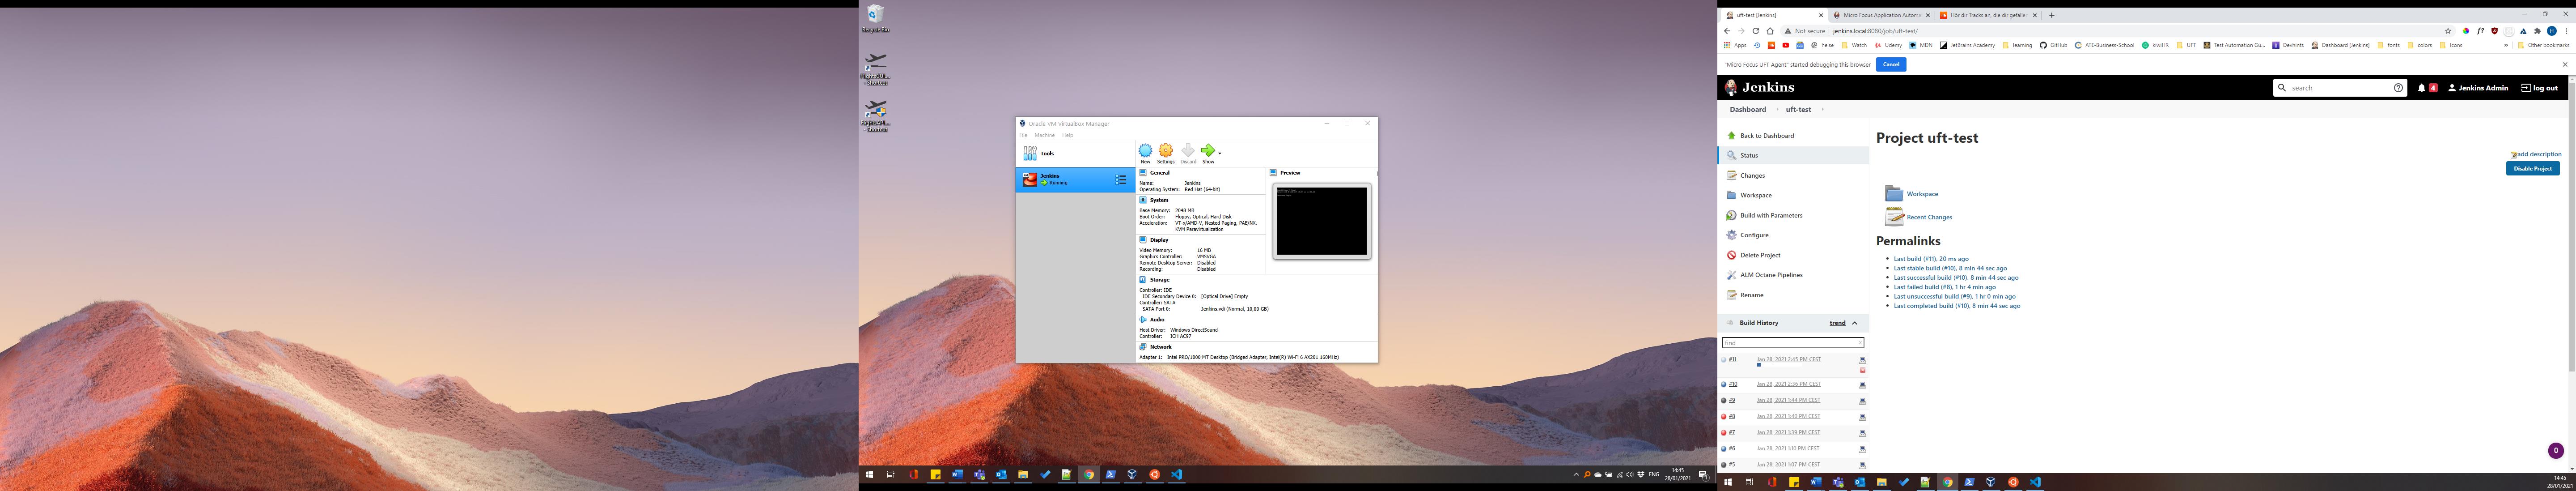 Recycle Bin
- Shortcut
- Shortcut
Oracle VM VirtualBox Manager
File Machine Help
Tools
Jenkins
Running
New Settings Discard Show
General
Name: Jenkins
Operating System: Red Hat (64-bit)
System
Base Memory: 2048 MB
Boot Order: Floppy, Optical, Hard Disk
Acceleration: VT-x/AMD-V, Nested Paging, PAE/NX,
KVM Paravirtualization
Display
Video Memory: 16 MB
Graphics Controller: VMSVGA
Remote Desktop Server: Disabled
Recording: Disabled
Storage
Controller: IDE
IDE Secondary Device 0: [Optical Drive] Empty
Controller: SATA
SATA Port 0: Jenkins.vdi (Normal, 10,00 GB)
Audio
Host Driver: Windows DirectSound
Controller: ICH AC97
Network
Adapter 1: Intel PRO/1000 MT Desktop (Bridged Adapter, Intel(R) Wi-Fi 6 AX201 160MHz)
Preview
ENG
14:45
28/01/2021
uft-test [Jenkins]
Micro Focus Application Automa
Hör dir Tracks an, die dir gefallen
Not secure jenkins.local:8080/job/uft-test/
Apps heise Watch Udemy MDN JetBrains Academy learning GitHub ATE-Business-School kiwiHR UFT Test Automation Gu... Devhints Dashboard [Jenkins] fonts colors Icons » Other bookmarks
"Micro Focus UFT Agent" started debugging this browser Cancel
Jenkins
search
4
Jenkins Admin
log out
Dashboard uft-test
Back to Dashboard
Status
Changes
Workspace
Build with Parameters
Configure
Delete Project
ALM Octane Pipelines
Rename
Build History trend
find
#11 Jan 28, 2021 2:45 PM CEST
#10 Jan 28, 2021 2:36 PM CEST
#9 Jan 28, 2021 1:44 PM CEST
#8 Jan 28, 2021 1:40 PM CEST
#7 Jan 28, 2021 1:39 PM CEST
#6 Jan 28, 2021 1:10 PM CEST
#5 Jan 28, 2021 1:07 PM CEST
Project uft-test
add description
Disable Project
Workspace
Recent Changes
Permalinks
Last build (#11), 20 ms ago
Last stable build (#10), 8 min 44 sec ago
Last successful build (#10), 8 min 44 sec ago
Last failed build (#8), 1 hr 4 min ago
Last unsuccessful build (#9), 1 hr 0 min ago
Last completed build (#10), 8 min 44 sec ago
0
14:45
28/01/2021